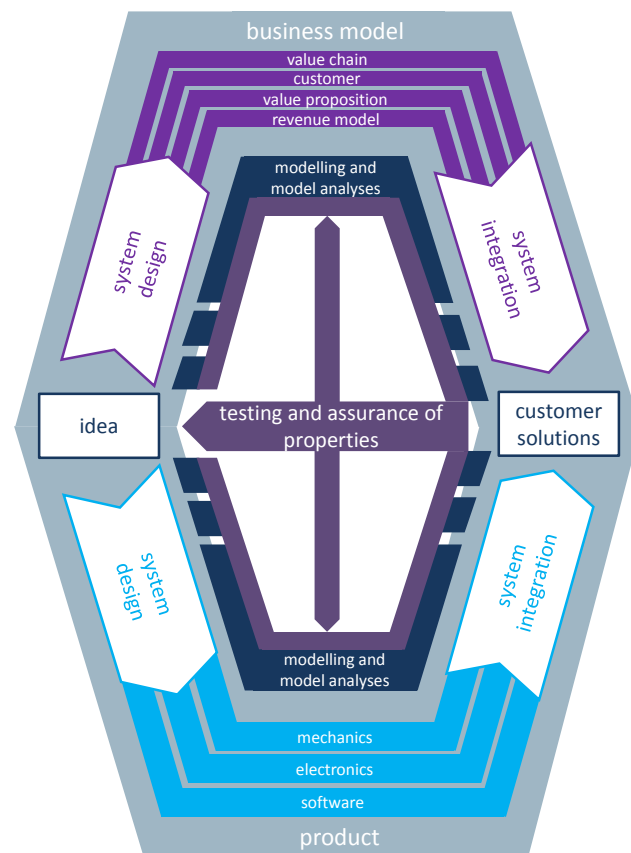 business model
value chain
customer
value proposition
revenue model
modelling and
model analyses
system
design
system
integration
idea
testing and assurance of
properties
customer
solutions
system
design
system
integration
modelling and
model analyses
mechanics
electronics
software
product